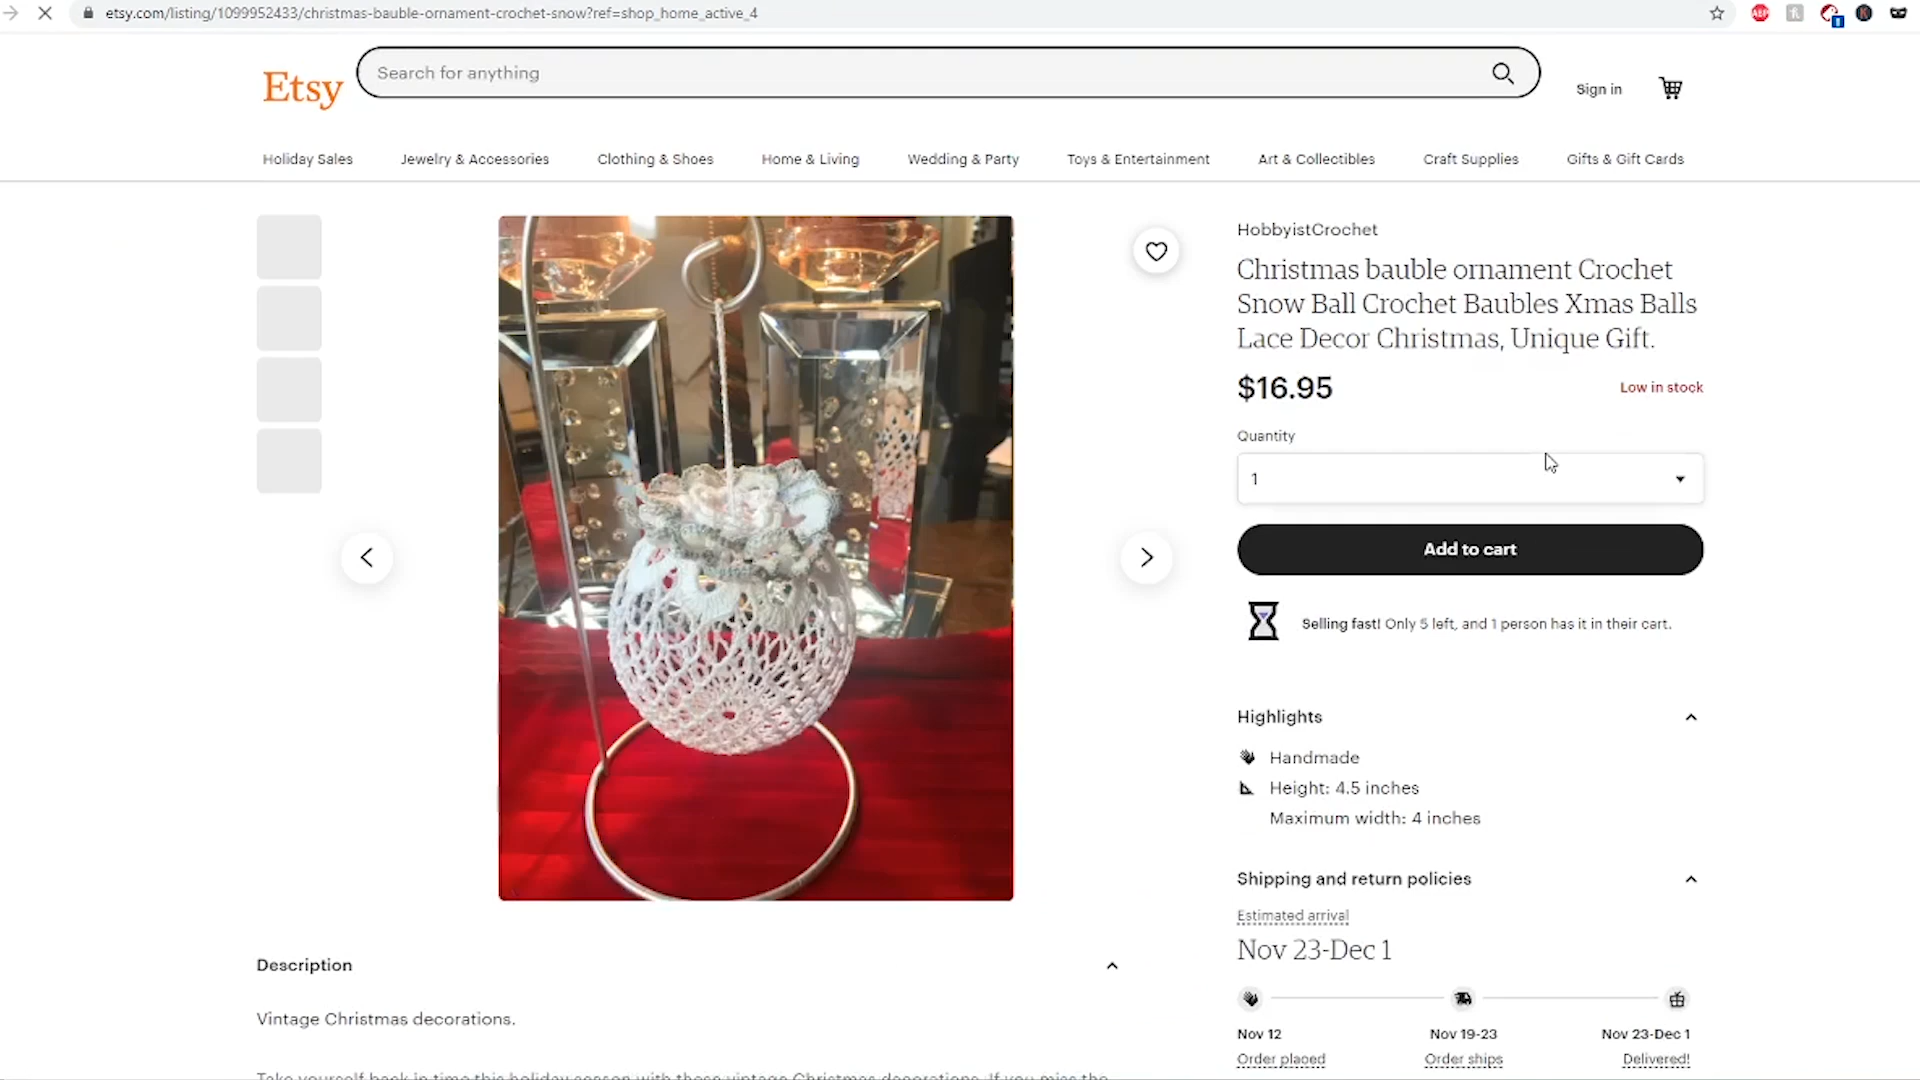 etsy.com/listing/1099952433/christmas-bauble-ornament-crochet-snow?ref=shop_home_active_4
ABP
Etsy
Search for anything
Sign in
Holiday Sales
Jewelry & Accessories
Clothing & Shoes
Home & Living
Wedding & Party
Toys & Entertainment
Art & Collectibles
Craft Supplies
Gifts & Gift Cards
HobbyistCrochet
Christmas bauble ornament Crochet
Snow Ball Crochet Baubles Xmas Balls
Lace Decor Christmas, Unique Gift.
$16.95
Low in stock
Quantity
1
Add to cart
Selling fast! Only 5 left, and 1 person has it in their cart.
Highlights
Handmade
Height: 4.5 inches
Maximum width: 4 inches
Shipping and return policies
Estimated arrival
Nov 23-Dec 1
Nov 12
Nov 19-23
Nov 23-Dec 1
Order placed
Order ships
Delivered!
Description
Vintage Christmas decorations.
Take yourself back in time this holiday season with these vintage Christmas decorations. If you miss the